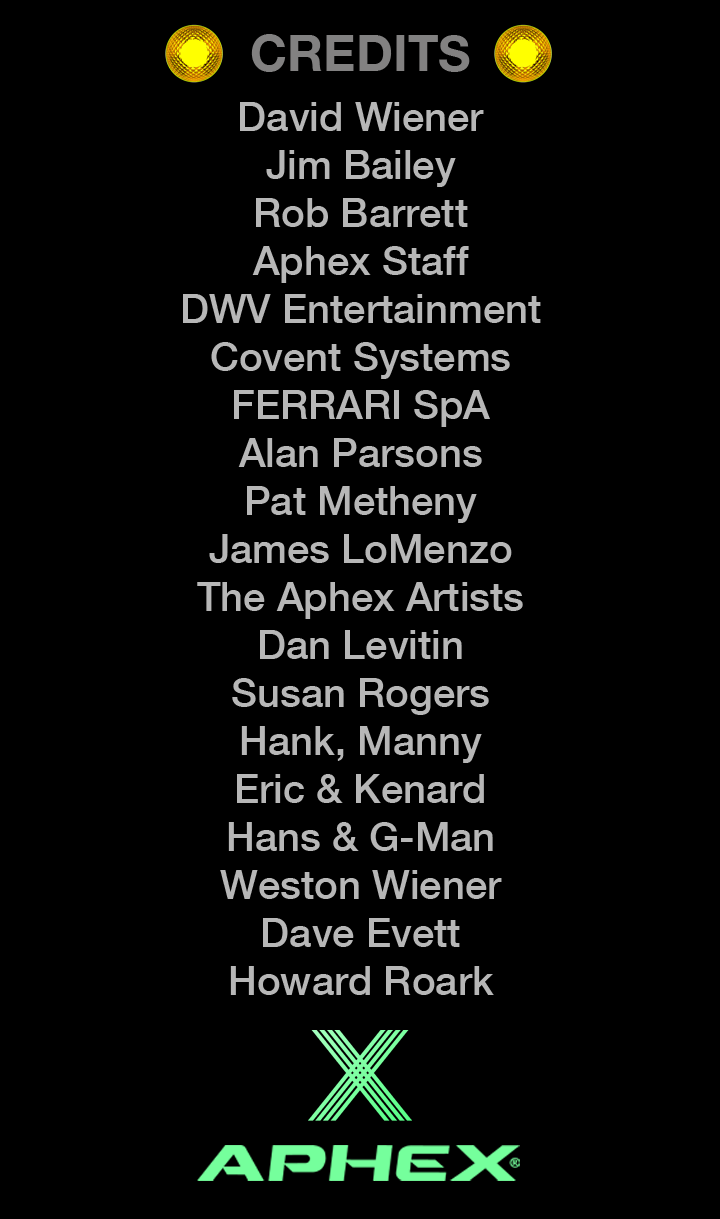 CREDITS
David Wiener
Jim Bailey
Rob Barrett
Aphex Staff
DWV Entertainment
Covent Systems
FERRARI SpA
Alan Parsons
Pat Metheny
James LoMenzo
The Aphex Artists
Dan Levitin
Susan Rogers
Hank, Manny
Eric & Kenard
Hans & G-Man
Weston Wiener
Dave Evett
Howard Roark
X
APHEX®